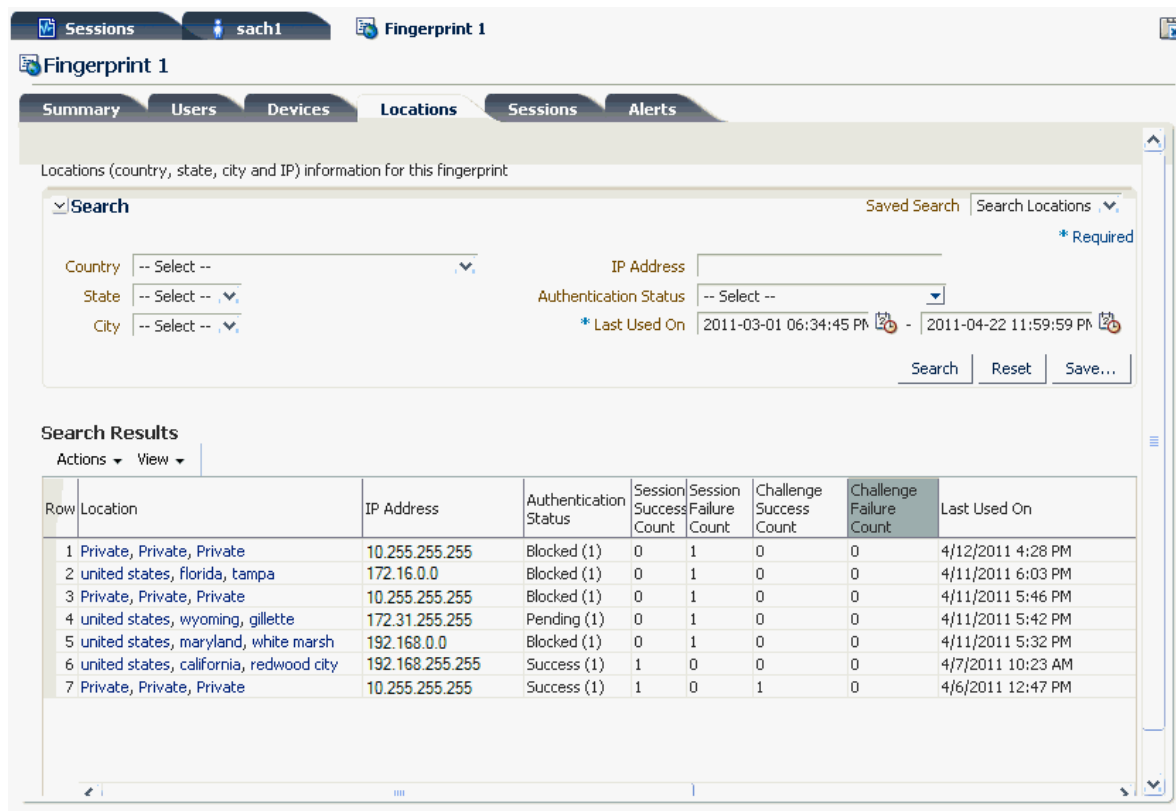 Sessions sach1 Fingerprint 1
Fingerprint 1
Summary Users Devices Locations Sessions Alerts
Locations (country, state, city and IP) information for this fingerprint
Search Saved Search Search Locations
* Required
Country -- Select -- IP Address
State -- Select -- Authentication Status -- Select --
City -- Select -- * Last Used On 2011-03-01 06:34:45 PM - 2011-04-22 11:59:59 PM
Search Reset Save...
Search Results
Actions View
Row Location IP Address Authentication Status Session Success Count Session Failure Count Challenge Success Count Challenge Failure Count Last Used On
1 Private, Private, Private 10.255.255.255 Blocked (1) 0 1 0 0 4/12/2011 4:28 PM
2 united states, florida, tampa 172.16.0.0 Blocked (1) 0 1 0 0 4/11/2011 6:03 PM
3 Private, Private, Private 10.255.255.255 Blocked (1) 0 1 0 0 4/11/2011 5:46 PM
4 united states, wyoming, gillette 172.31.255.255 Pending (1) 0 1 0 0 4/11/2011 5:42 PM
5 united states, maryland, white marsh 192.168.0.0 Blocked (1) 0 1 0 0 4/11/2011 5:32 PM
6 united states, california, redwood city 192.168.255.255 Success (1) 1 0 0 0 4/7/2011 10:23 AM
7 Private, Private, Private 10.255.255.255 Success (1) 1 0 1 0 4/6/2011 12:47 PM